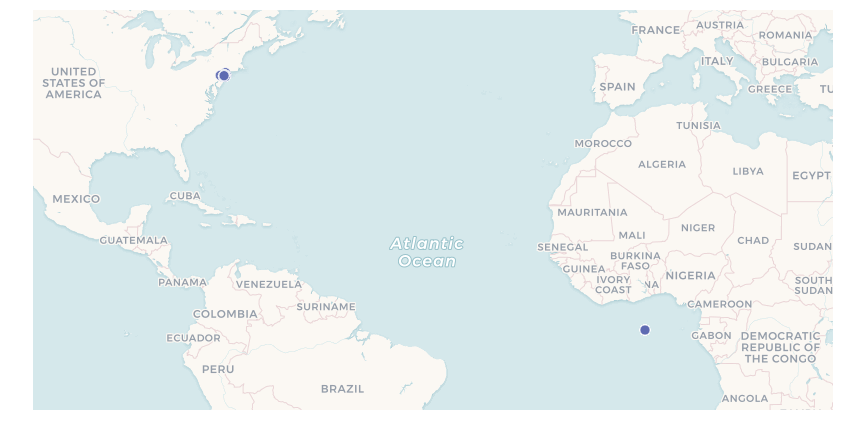 FRANCE
AUSTRIA
ROMANIA
ITALY
BULGARIA
UNITED
STATES OF
AMERICA
SPAIN
GREECE
TU
TUNISIA
MOROCCO
ALGERIA
LIBYA
EGYPT
MEXICO
CUBA
MAURITANIA
NIGER
MALI
CHAD
SUDAN
GUATEMALA
Atlantic
Ocean
SENEGAL
BURKINA
FASO
GUINEA
IVORY
COAST
NA
NIGERIA
SOUTH
SUDAN
PANAMA
VENEZUELA
SURINAME
COLOMBIA
CAMEROON
ECUADOR
GABON
DEMOCRATIC
REPUBLIC OF
THE CONGO
PERU
BRAZIL
ANGOLA